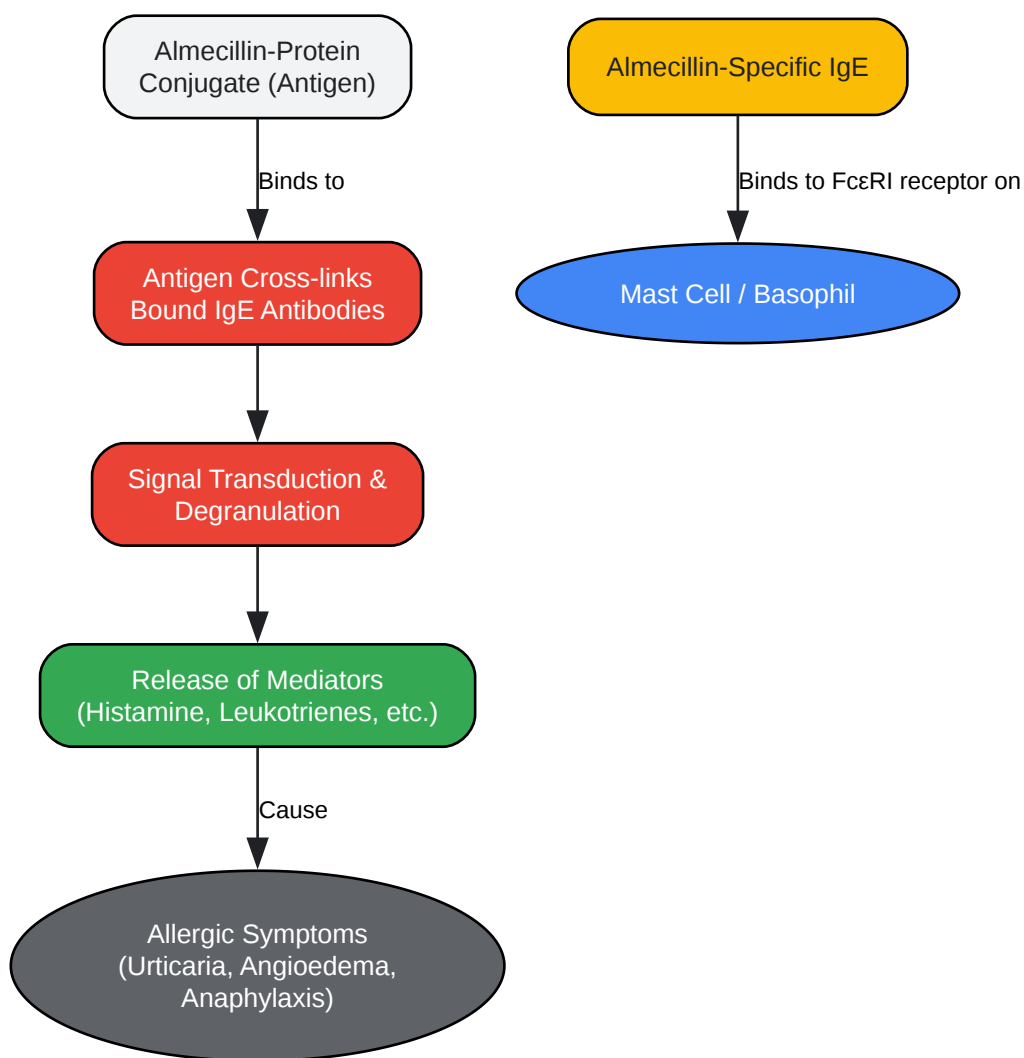 Almecillin-Protein
Conjugate (Antigen)
Binds to
Antigen Cross-links
Bound IgE Antibodies
Signal Transduction &
Degranulation
Release of Mediators
(Histamine, Leukotrienes, etc.)
Cause
Allergic Symptoms
(Urticaria, Angioedema,
Anaphylaxis)
Almecillin-Specific IgE
Binds to FcεRI receptor on
Mast Cell / Basophil